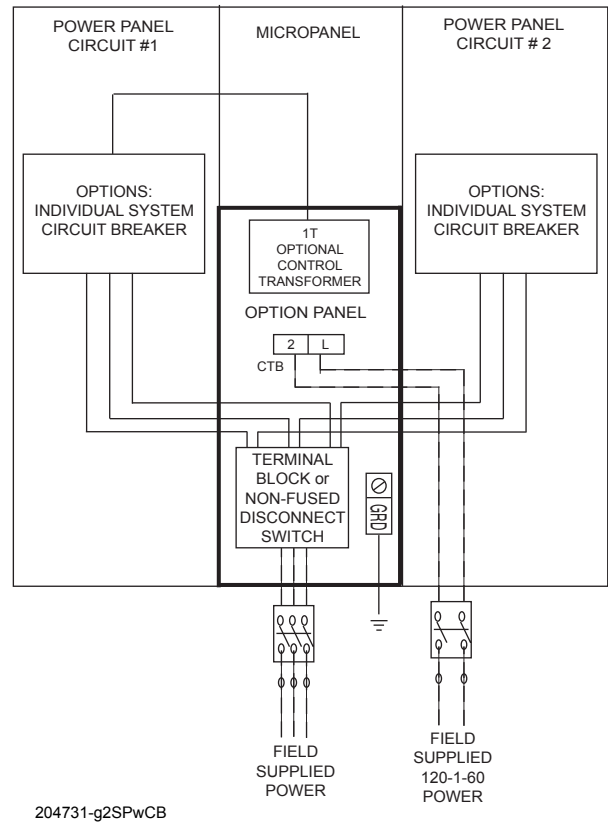 POWER PANEL
CIRCUIT #1
MICROPANEL
POWER PANEL
CIRCUIT # 2
OPTIONS:
INDIVIDUAL SYSTEM
CIRCUIT BREAKER
OPTIONS:
INDIVIDUAL SYSTEM
CIRCUIT BREAKER
1T
OPTIONAL
CONTROL
TRANSFORMER
OPTION PANEL
2 L
CTB
TERMINAL
BLOCK or
NON-FUSED
DISCONNECT
SWITCH
GRD
FIELD
SUPPLIED
POWER
FIELD
SUPPLIED
120-1-60
POWER
204731-g2SPwCB